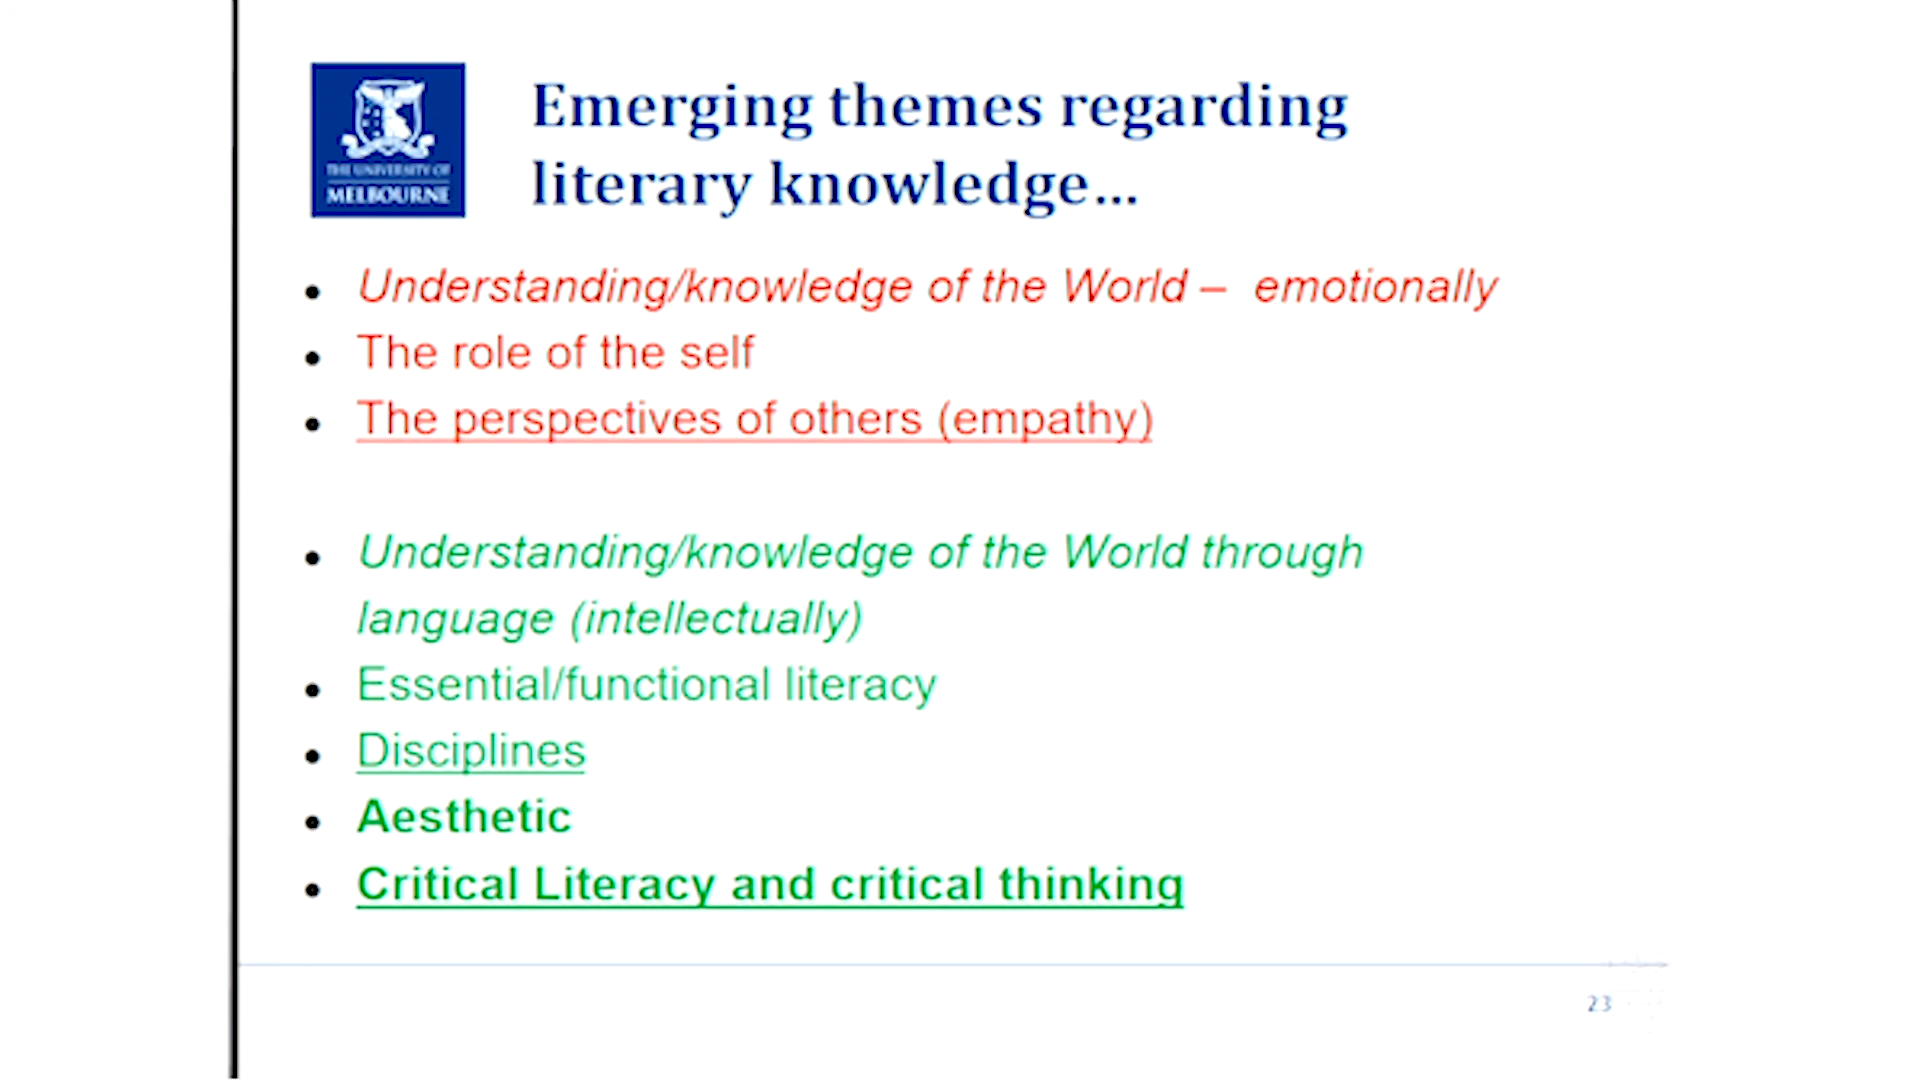 THE UNIVERSITY OF
MELBOURNE
Emerging themes regarding
literary knowledge...
• Understanding/knowledge of the World – emotionally
• The role of the self
• The perspectives of others (empathy)
• Understanding/knowledge of the World through
language (intellectually)
• Essential/functional literacy
• Disciplines
• Aesthetic
• Critical Literacy and critical thinking
23